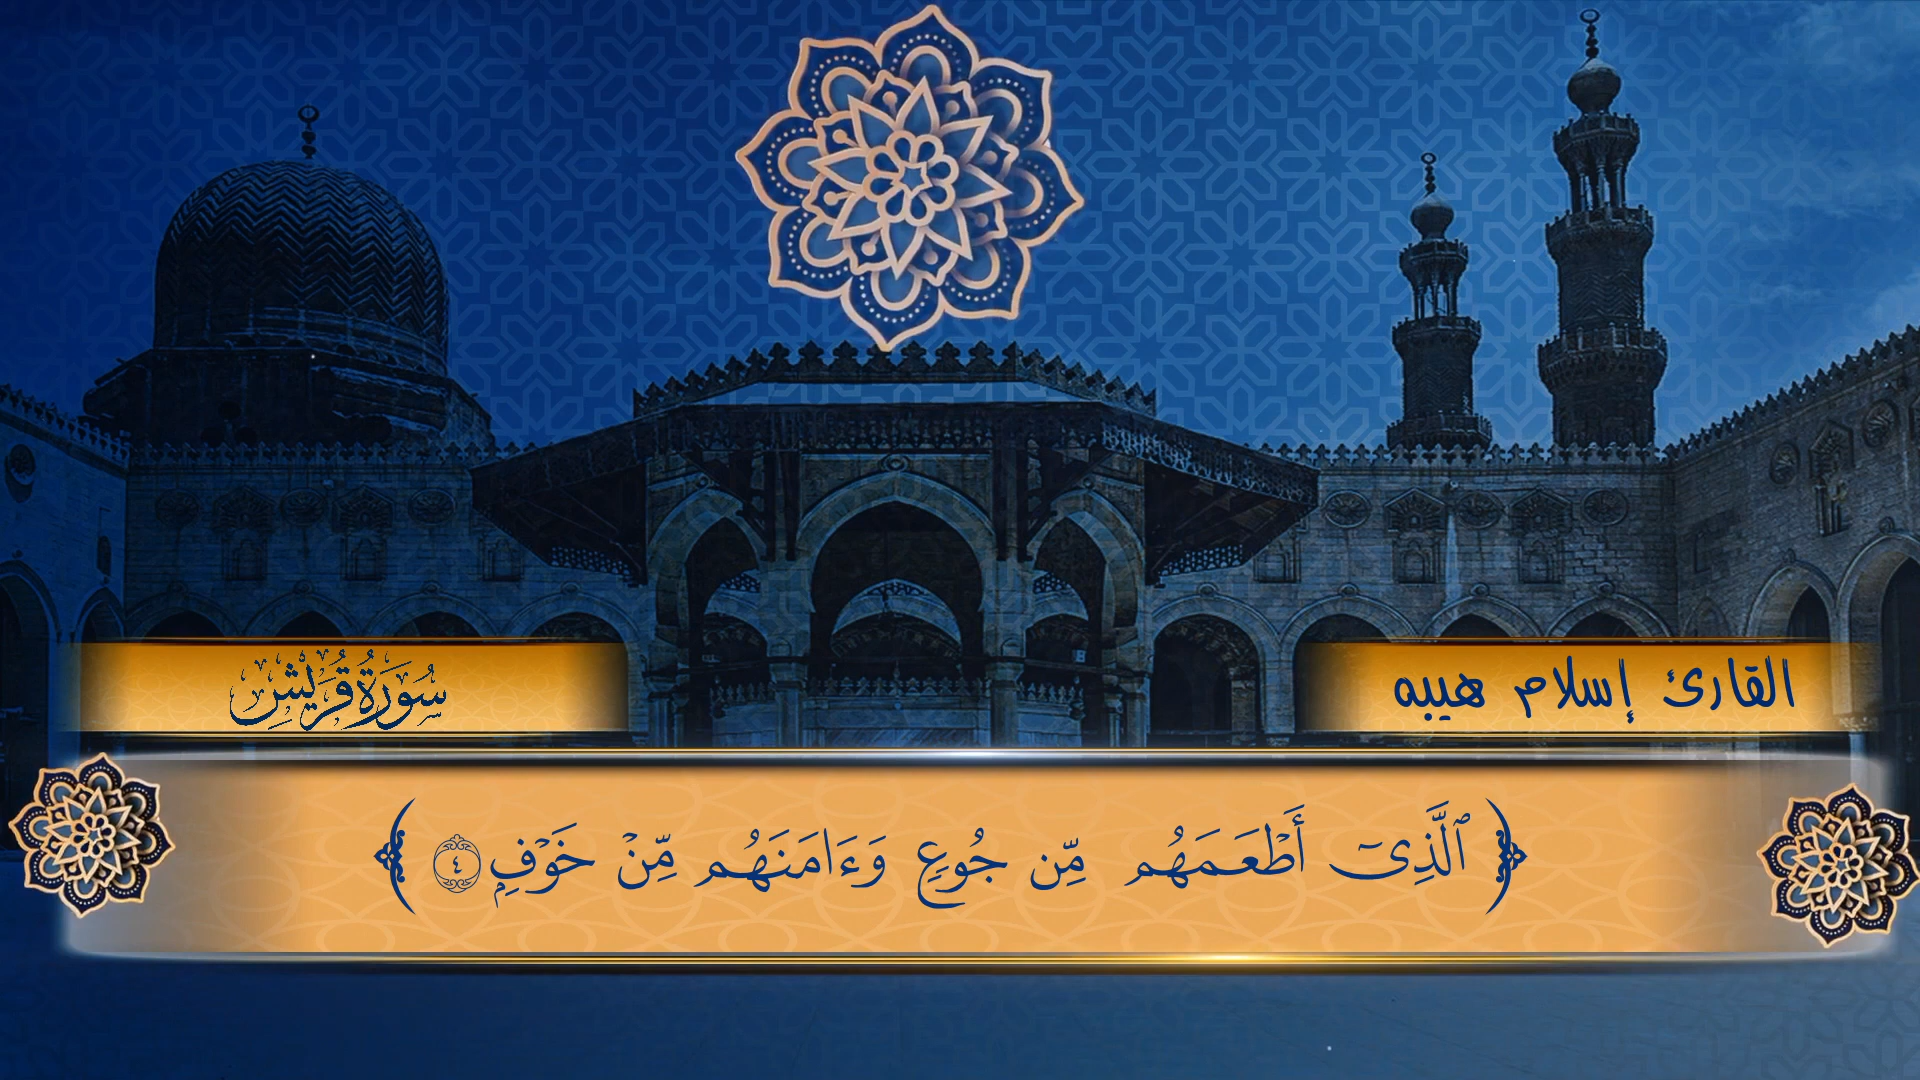 القارئ إسلام هيبه
سُورَةُ قُرَيْشٍ
﴿ ٱلَّذِىٓ أَطْعَمَهُم مِّن جُوعٍ وَءَامَنَهُم مِّنْ خَوْفٍۭ ٤ ﴾